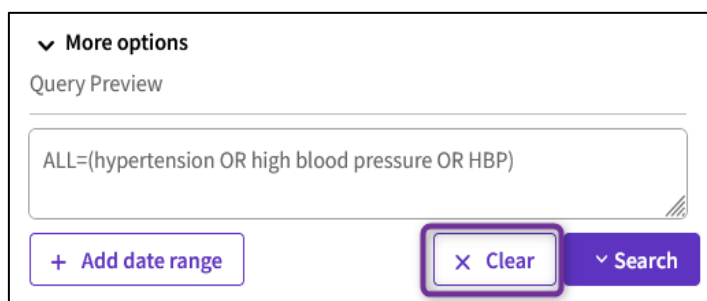 More options
Query Preview
ALL=(hypertension OR high blood pressure OR HBP)
+ Add date range
× Clear
Search